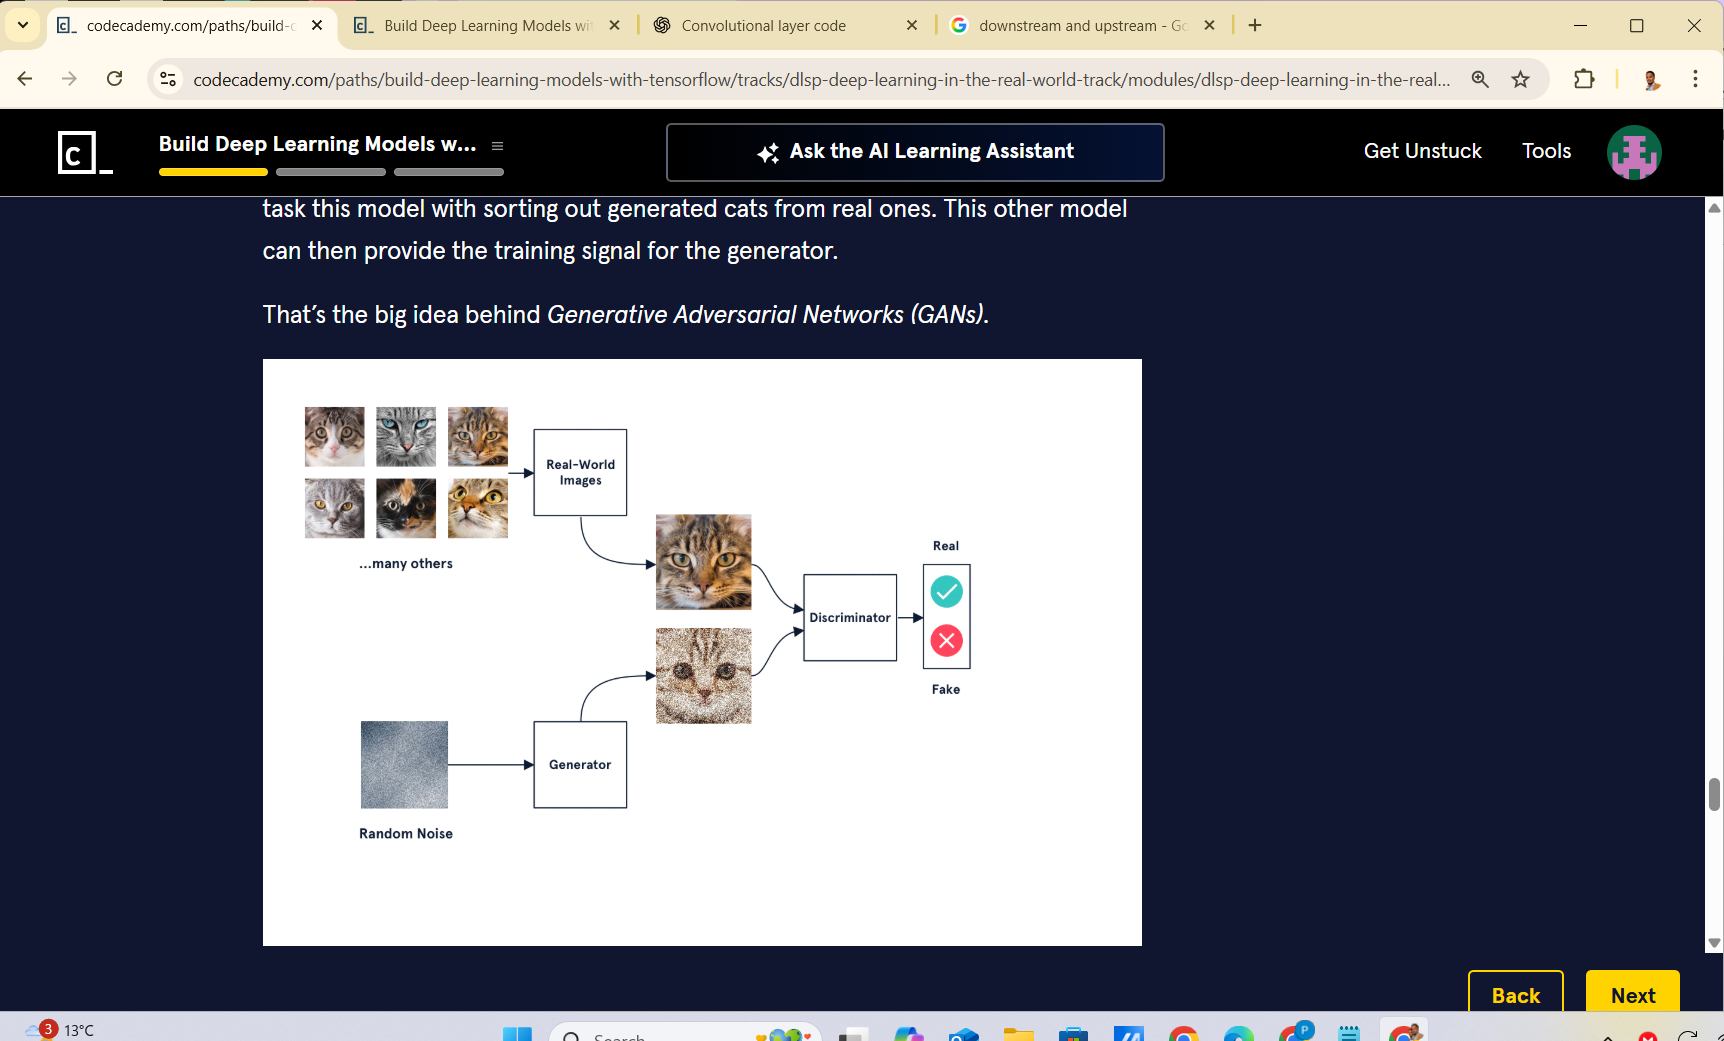 codecademy.com/paths/build-d
Build Deep Learning Models wi
Convolutional layer code
downstream and upstream - Go
codecademy.com/paths/build-deep-learning-models-with-tensorflow/tracks/dlsp-deep-learning-in-the-real-world-track/modules/dlsp-deep-learning-in-the-real...
c_
Build Deep Learning Models w...
Ask the AI Learning Assistant
Get Unstuck
Tools
task this model with sorting out generated cats from real ones. This other model
can then provide the training signal for the generator.
That's the big idea behind Generative Adversarial Networks (GANs).
Real-World
Images
...many others
Real
Discriminator
Fake
Generator
Random Noise
Back
Next
3
13°C
Search
P